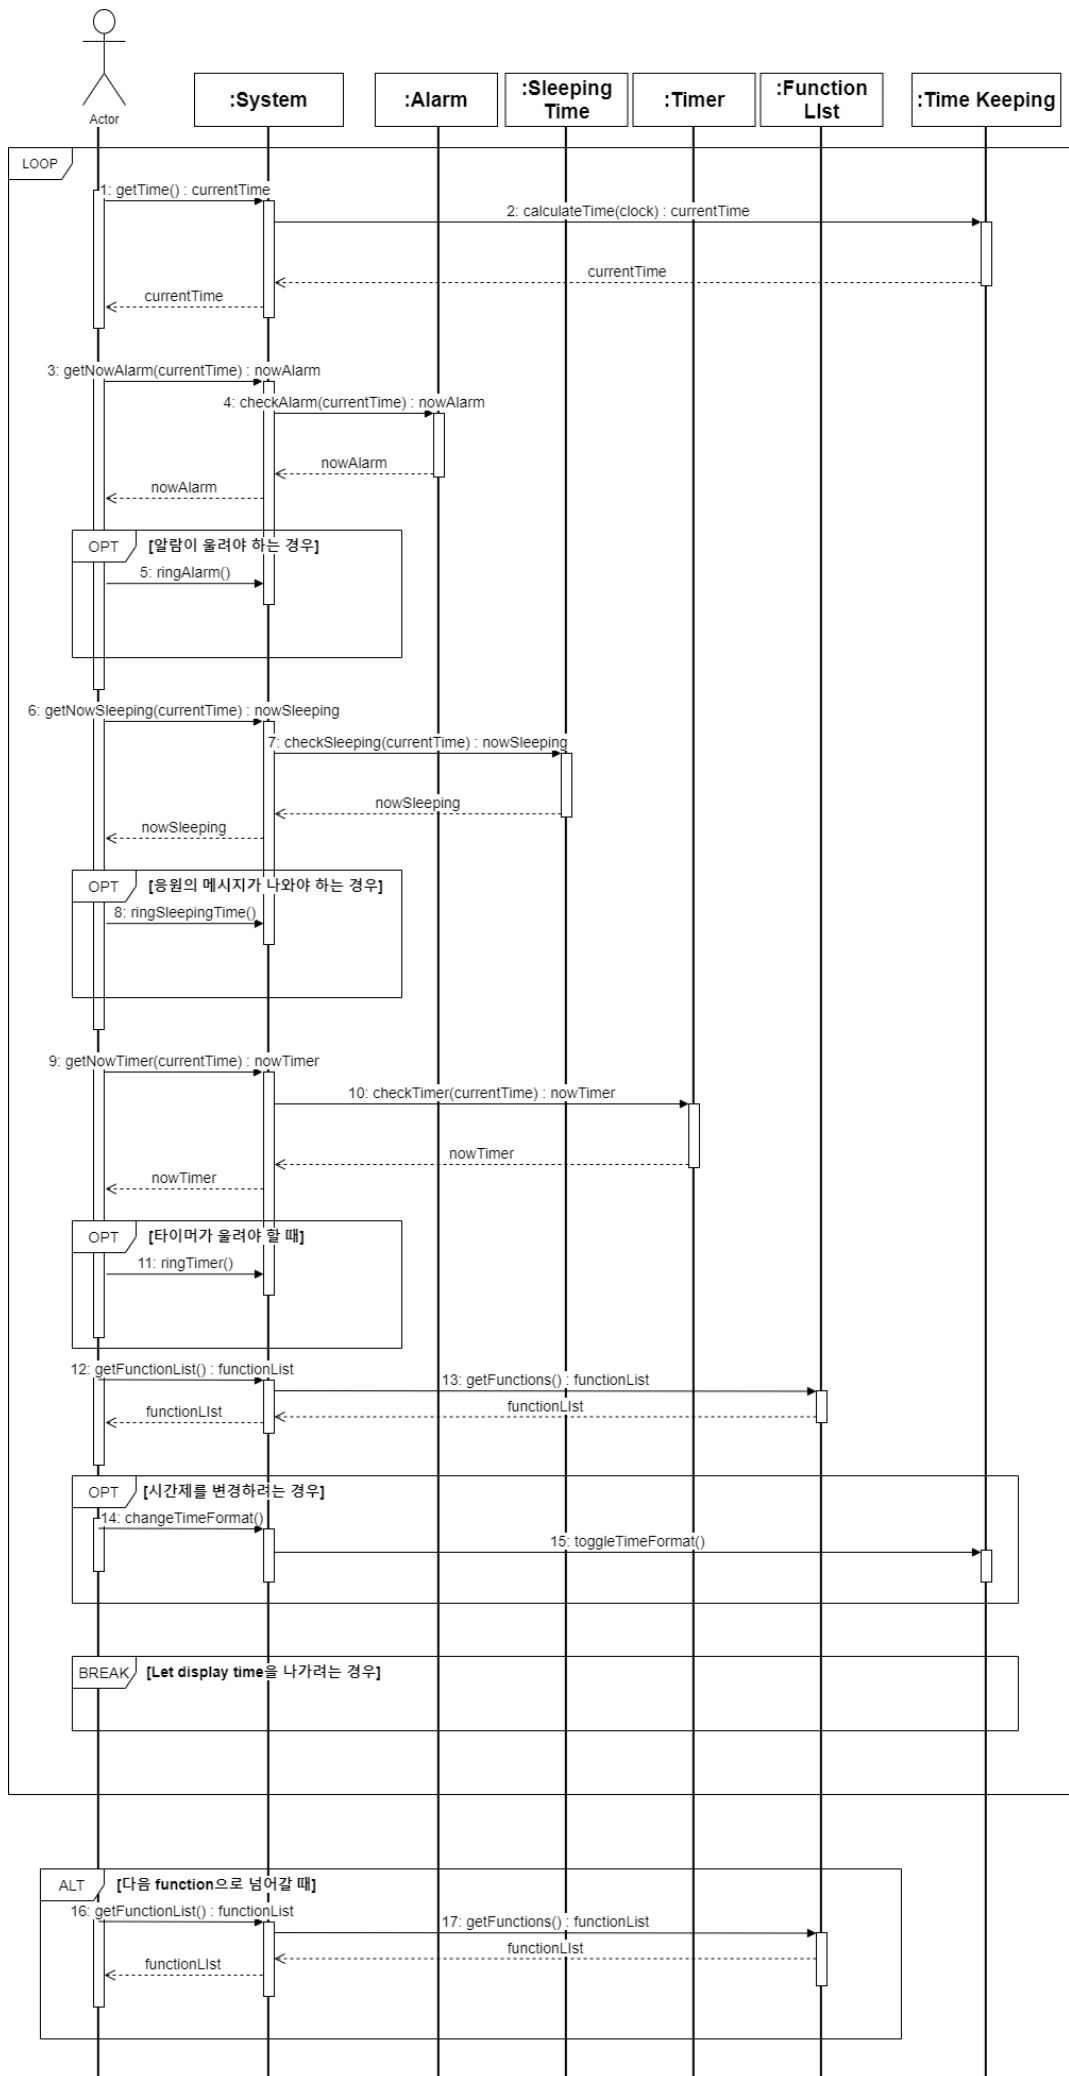 Actor
:System
:Alarm
:Sleeping
Time
:Timer
:Function
LIst
:Time Keeping
LOOP
1: getTime() : currentTime
2: calculateTime(clock) : currentTime
currentTime
currentTime
3: getNowAlarm(currentTime) : nowAlarm
4: checkAlarm(currentTime) : nowAlarm
nowAlarm
nowAlarm
OPT
[알람이 울려야 하는 경우]
5: ringAlarm()
6: getNowSleeping(currentTime) : nowSleeping
7: checkSleeping(currentTime) : nowSleeping
nowSleeping
nowSleeping
OPT
[응원의 메시지가 나와야 하는 경우]
8: ringSleepingTime()
9: getNowTimer(currentTime) : nowTimer
10: checkTimer(currentTime) : nowTimer
nowTimer
nowTimer
OPT
[타이머가 울려야 할 때]
11: ringTimer()
12: getFunctionList() : functionList
13: getFunctions() : functionList
functionLIst
functionLIst
OPT
[시간제를 변경하려는 경우]
14: changeTimeFormat()
15: toggleTimeFormat()
BREAK
[Let display time을 나가려는 경우]
ALT
[다음 function으로 넘어갈 때]
16: getFunctionList() : functionList
17: getFunctions() : functionList
functionLIst
functionLIst